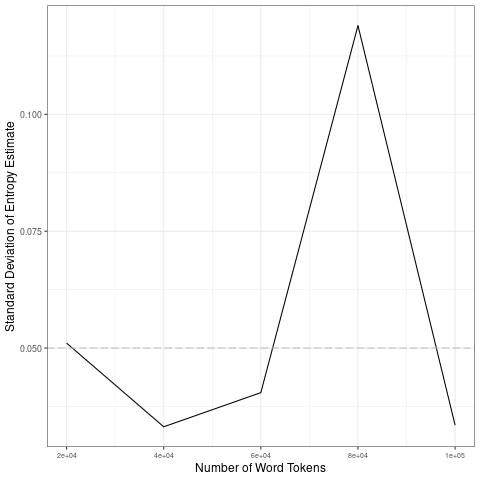 Standard Deviation of Entropy Estimate
0.100
0.075
0.050
2e+04 4e+04 6e+04 8e+04 1e+05
Number of Word Tokens